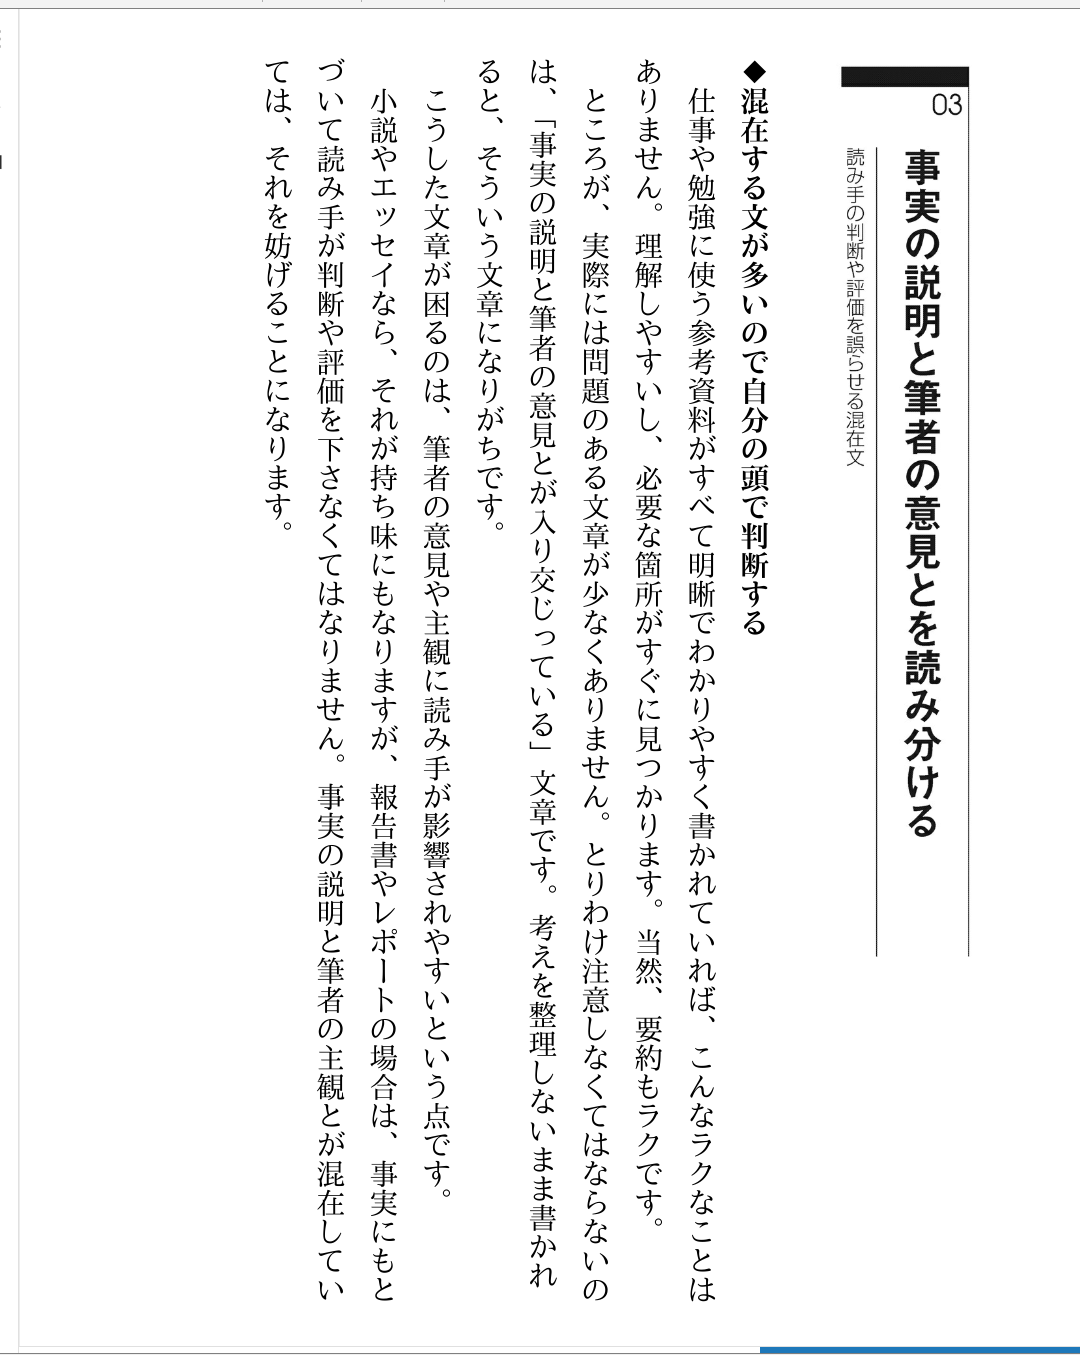 03
事実の説明と筆者の意見とを読み分ける
読み手の判断や評価を誤らせる混在文
◆混在する文が多いので自分の頭で判断する
仕事や勉強に使う参考資料がすべて明晰でわかりやすく書かれていれば、こんなラクなことは
ありません。理解しやすいし、必要な箇所がすぐに見つかります。当然、要約もラクです。
ところが、実際には問題のある文章が少なくありません。とりわけ注意しなくてはならないの
は、「事実の説明と筆者の意見とが入り交じっている」文章です。考えを整理しないまま書かれ
ると、そういう文章になりがちです。
こうした文章が困るのは、筆者の意見や主観に読み手が影響されやすいという点です。
小説やエッセイなら、それが持ち味にもなりますが、報告書やレポートの場合は、事実にもと
づいて読み手が判断や評価を下さなくてはなりません。事実の説明と筆者の主観とが混在してい
ては、それを妨げることになります。